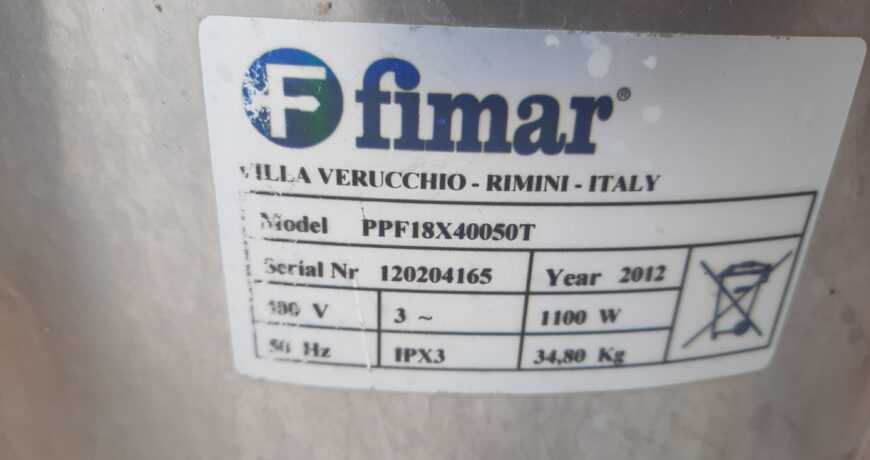 F fimar®
VILLA VERUCCHIO - RIMINI - ITALY
Model PPF18X40050T
Serial Nr 120204165 Year 2012
400 V 3 ~ 1100 W
50 Hz IPX3 34,80 Kg